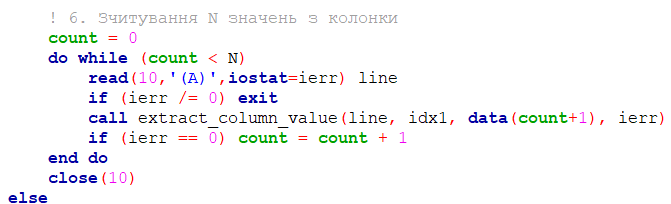 ! 6. Зчитування N значень з колонки
count = 0
do while (count < N)
read(10,'(A)',iostat=ierr) line
if (ierr /= 0) exit
call extract_column_value(line, idx1, data(count+1), ierr)
if (ierr == 0) count = count + 1
end do
close(10)
else